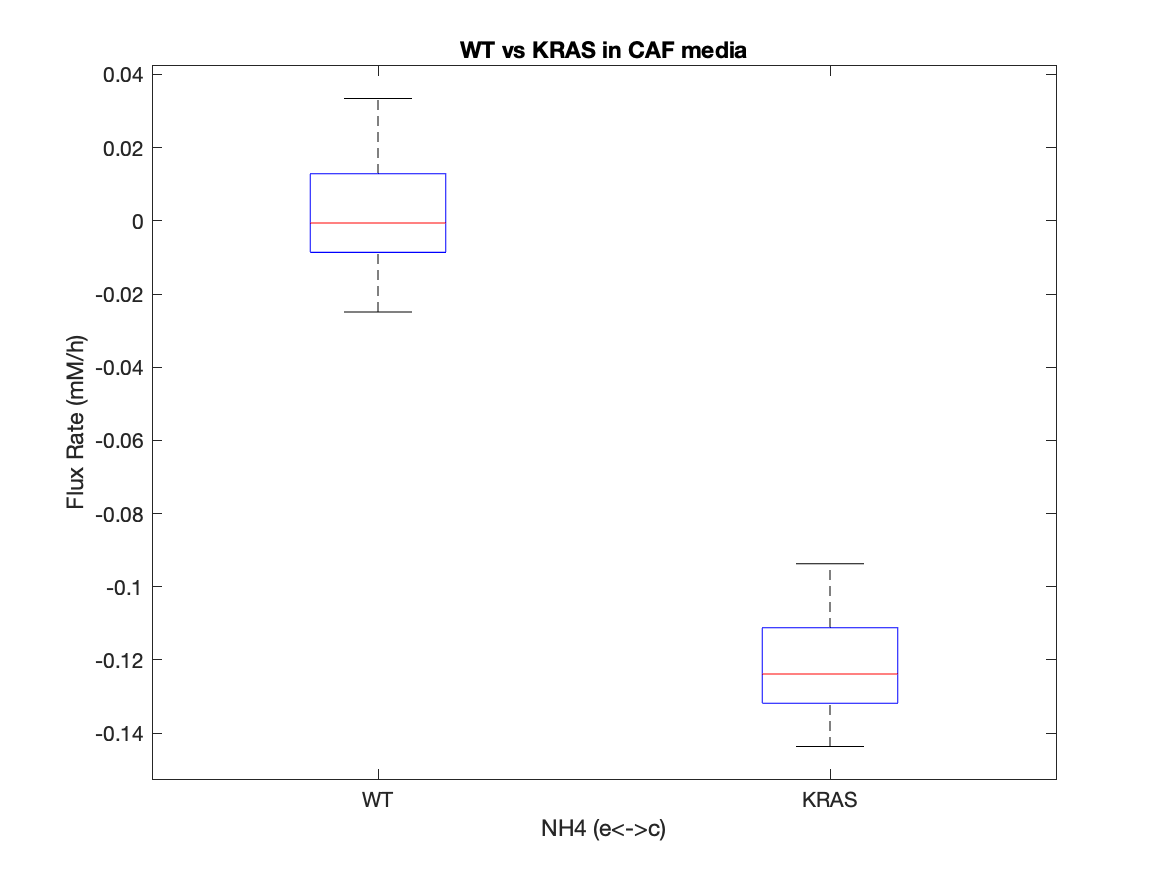 WT vs KRAS in CAF media
0.04
0.02
0
-0.02
-0.04
-0.06
-0.08
-0.1
-0.12
-0.14
Flux Rate (mM/h)
WT
KRAS
NH4 (e<->c)